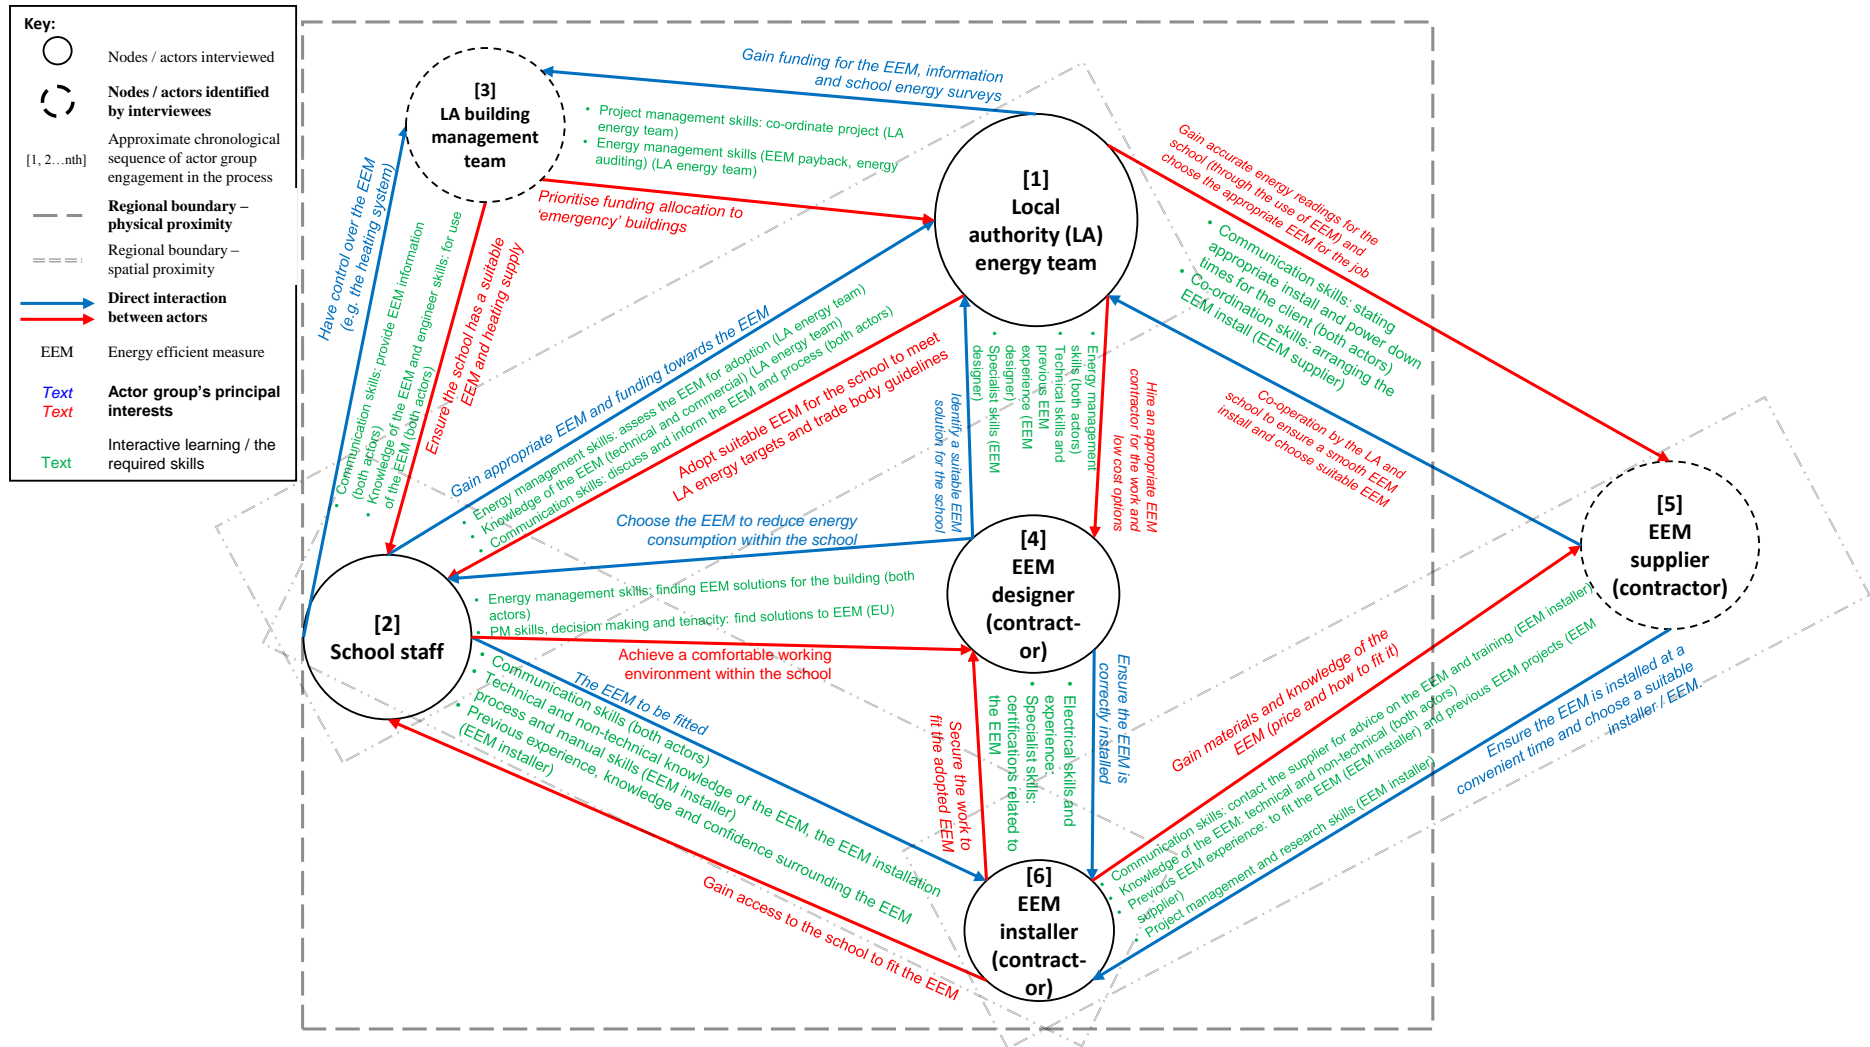 Key:
Nodes / actors interviewed
Nodes / actors identified
by interviewees
[1, 2...nth]
Approximate chronological
sequence of actor group
engagement in the process
Regional boundary –
physical proximity
Regional boundary –
spatial proximity
Direct interaction
between actors
EEM
Energy efficient measure
Text
Text
Actor group's principal
interests
Text
Interactive learning / the
required skills
[3]
LA building
management
team
Gain funding for the EEM, information
and school energy surveys
• Project management skills: co-ordinate project (LA
energy team)
• Energy management skills (EEM payback, energy
auditing) (LA energy team)
Prioritise funding allocation to
'emergency' buildings
[1]
Local
authority (LA)
energy team
Gain accurate energy readings for the
school (through the use of EEM) and
choose the appropriate EEM for the job
• Communication skills: stating
appropriate install and power down
times for the client (both actors)
• Co-ordination skills: arranging the
EEM install (EEM supplier)
Co-operation by the LA and
school to ensure a smooth EEM
install and choose suitable EEM
Have control over the EEM
(e.g. the heating system)
• Communication skills: provide EEM information
(both actors)
• Knowledge of the EEM and engineer skills: for use
of the EEM (both actors)
Ensure the school has a suitable
EEM and heating supply
Gain appropriate EEM and funding towards the EEM
• Energy management skills: assess the EEM for adoption (LA energy team)
• Knowledge of the EEM (technical and commercial) (LA energy team)
• Communication skills: discuss and inform the EEM and process (both actors)
Adopt suitable EEM for the school to meet
LA energy targets and trade body guidelines
Identify a suitable EEM
solution for the school
• Energy management
skills (both actors)
• Technical skills and
previous EEM
experience (EEM
designer)
• Specialist skills (EEM
designer)
Hire an appropriate EEM
contractor for the work and
low cost options
Choose the EEM to reduce energy
consumption within the school
• Energy management skills: finding EEM solutions for the building (both
actors)
• PM skills, decision making and tenacity: find solutions to EEM (EU)
Achieve a comfortable working
environment within the school
[2]
School staff
[4]
EEM
designer
(contract-
or)
[5]
EEM
supplier
(contractor)
The EEM to be fitted
• Communication skills (both actors)
• Technical and non-technical knowledge of the EEM, the EEM installation
process and manual skills (EEM installer)
• Previous experience, knowledge and confidence surrounding the EEM
(EEM installer)
Gain access to the school to fit the EEM
Secure the work to
fit the adopted EEM
• Electrical skills and
experience:
• Specialist skills:
certifications related to
the EEM
Ensure the EEM is
correctly installed
[6]
EEM
installer
(contract-
or)
Gain materials and knowledge of the
EEM (price and how to fit it)
• Communication skills: contact the supplier for advice on the EEM and training (EEM installer)
• Knowledge of the EEM: technical and non-technical (both actors)
• Previous EEM experience: to fit the EEM (EEM installer) and previous EEM projects (EEM
supplier)
• Project management and research skills (EEM installer)
Ensure the EEM is installed at a
convenient time and choose a suitable
installer / EEM.